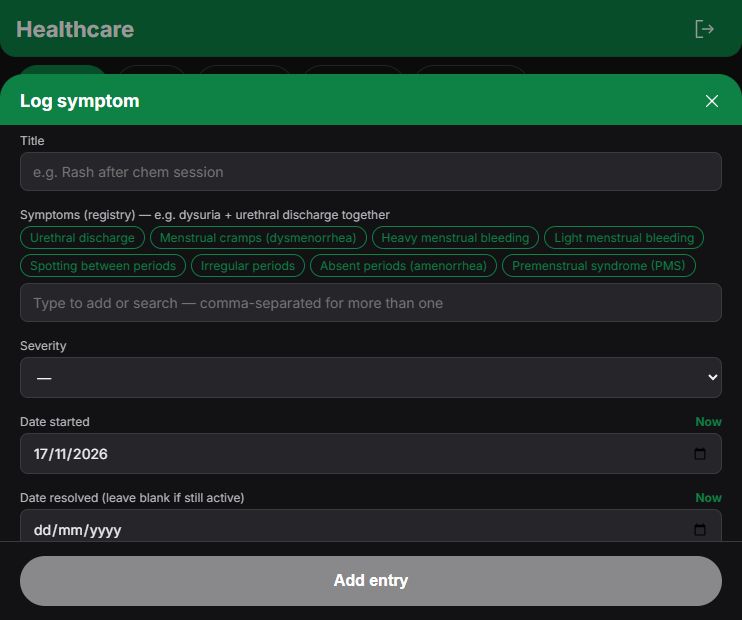 Healthcare
Log symptom
Title
e.g. Rash after chem session
Symptoms (registry) — e.g. dysuria + urethral discharge together
Urethral discharge Menstrual cramps (dysmenorrhea) Heavy menstrual bleeding Light menstrual bleeding
Spotting between periods Irregular periods Absent periods (amenorrhea) Premenstrual syndrome (PMS)
Type to add or search — comma-separated for more than one
Severity
—
Date started Now
17/11/2026
Date resolved (leave blank if still active) Now
dd/mm/yyyy
Add entry